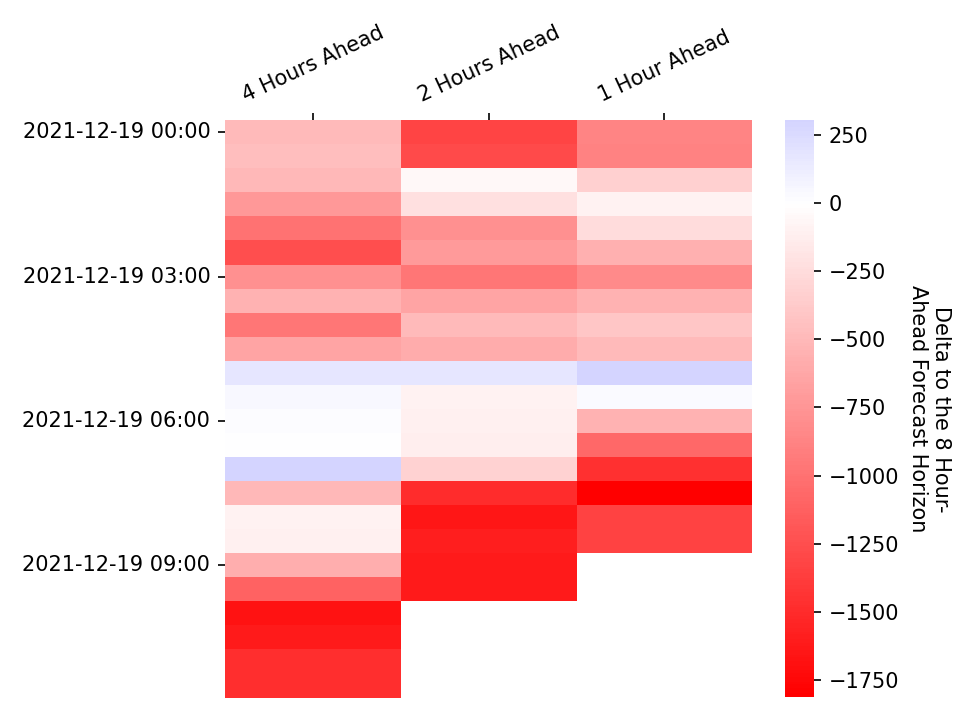 4 Hours Ahead
2 Hours Ahead
1 Hour Ahead
2021-12-19 00:00
2021-12-19 03:00
2021-12-19 06:00
2021-12-19 09:00
250
0
−250
−500
−750
−1000
−1250
−1500
−1750
Delta to the 8 Hour-
Ahead Forecast Horizon